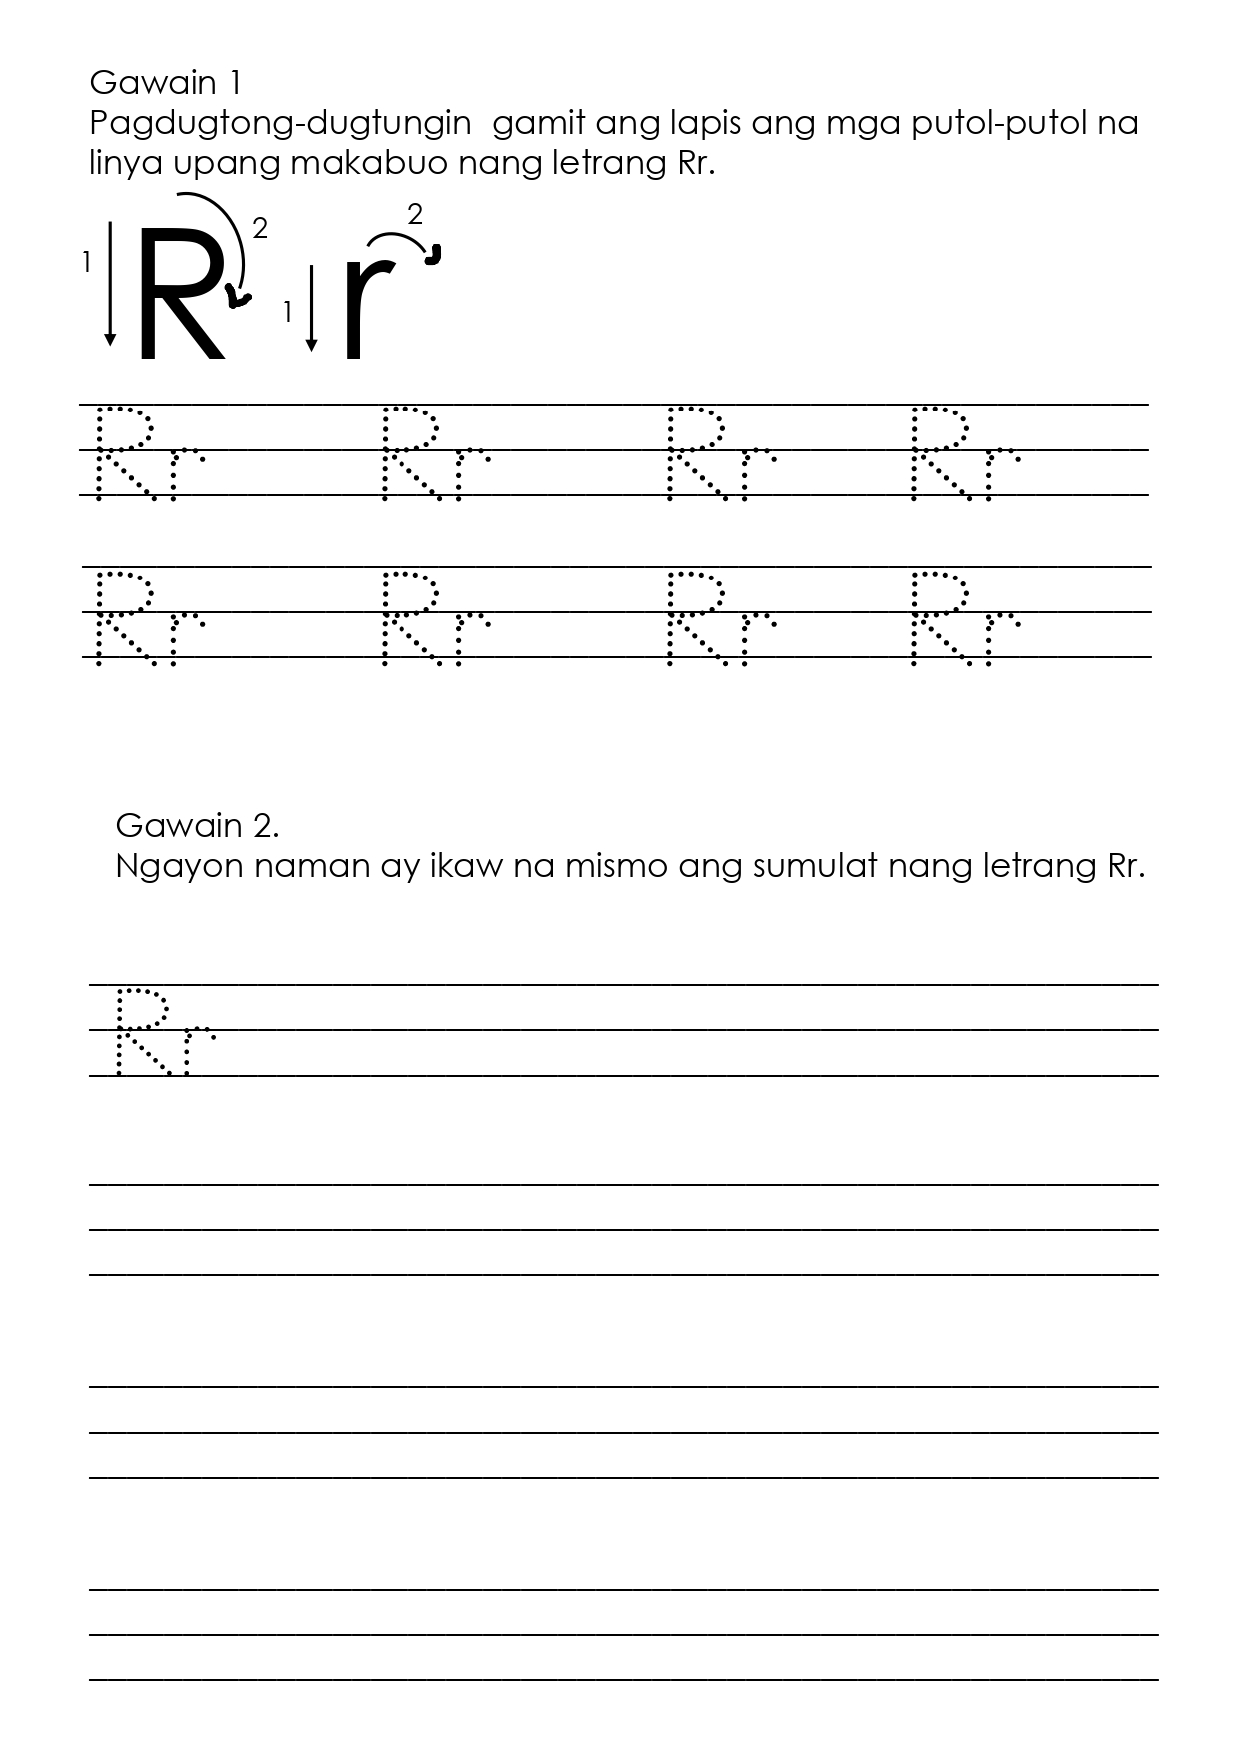 Gawain 1
Pagdugtong-dugtungin gamit ang lapis ang mga putol-putol na
linya upang makabuo nang letrang Rr.
1 R 2 1 r 2
Rr Rr Rr Rr
Rr Rr Rr Rr
Gawain 2.
Ngayon naman ay ikaw na mismo ang sumulat nang letrang Rr.
Rr